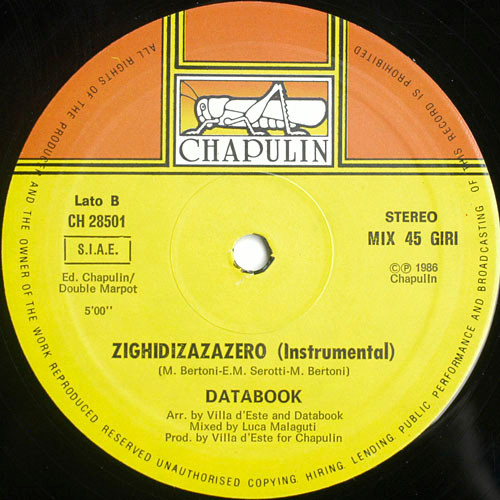 ALL RIGHTS OF THE PRODUCER AND THE OWNER OF THE WORK REPRODUCED RESERVED UNAUTHORISED COPYING. HIRING. LENDING PUBLIC PERFORMANCE AND BROADCASTING OF THIS RECORD IS PROHIBITED
CHAPULIN
Lato B
CH 28501
S.I.A.E.
Ed. Chapulin/
Double Marpot
5'00''
STEREO
MIX 45 GIRI
©℗ 1986
Chapulin
ZIGHIDIZAZAZERO (Instrumental)
(M. Bertoni-E.M. Serotti-M. Bertoni)
DATABOOK
Arr. by Villa d'Este and Databook
Mixed by Luca Malaguti
Prod. by Villa d'Este for Chapulin